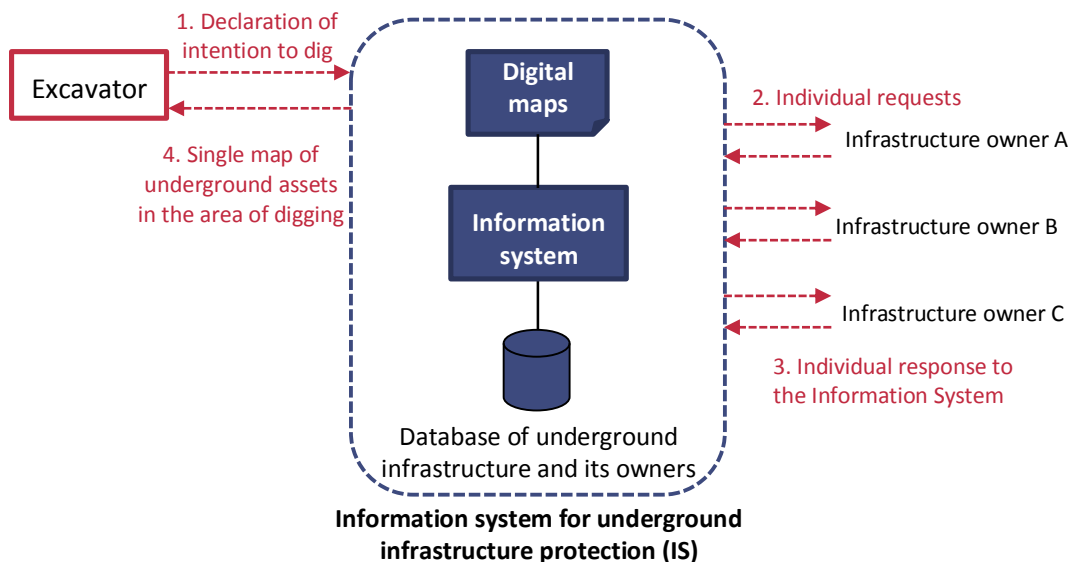 1. Declaration of
intention to dig
Excavator
4. Single map of
underground assets
in the area of digging
Digital
maps
Information
system
Database of underground
infrastructure and its owners
Information system for underground
infrastructure protection (IS)
2. Individual requests
Infrastructure owner A
Infrastructure owner B
Infrastructure owner C
3. Individual response to
the Information System